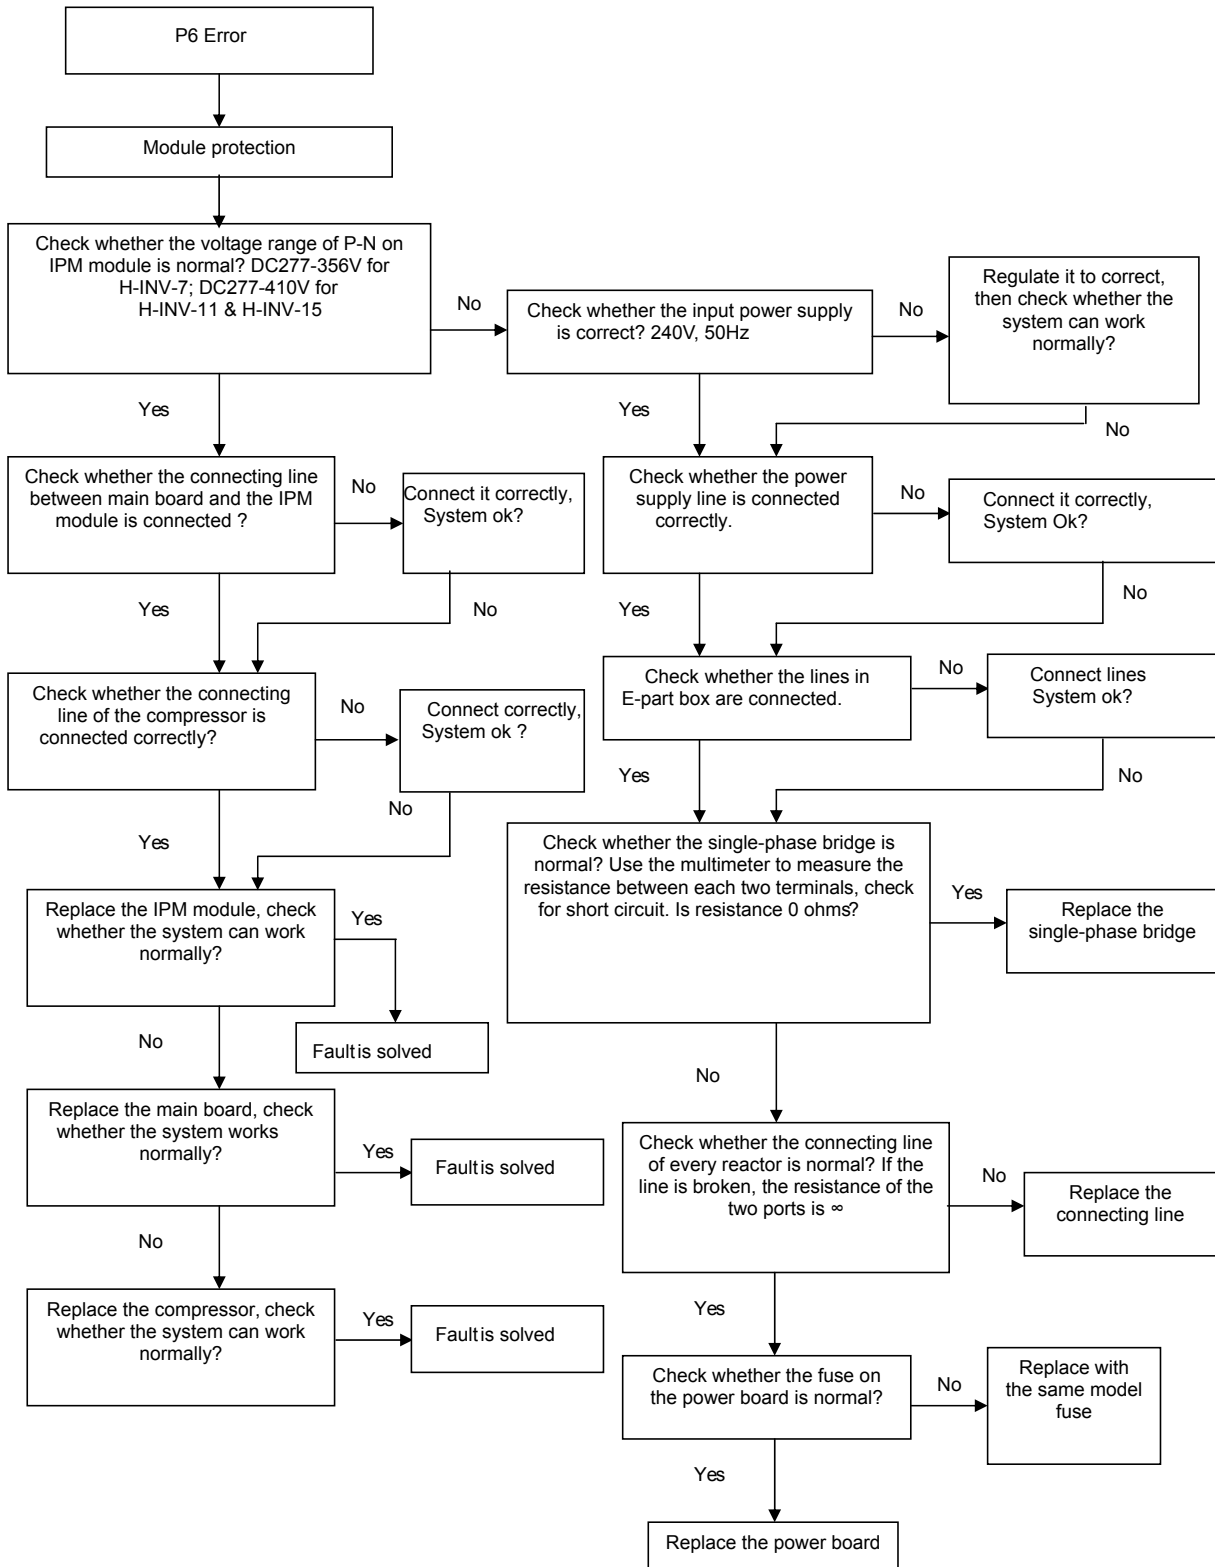 P6 Error
Module protection
Check whether the voltage range of P-N on
IPM module is normal? DC277-356V for
H-INV-7; DC277-410V for
H-INV-11 & H-INV-15
No
Check whether the input power supply
is correct? 240V, 50Hz
No
Regulate it to correct,
then check whether the
system can work
normally?
Yes
Yes
No
Check whether the connecting line
between main board and the IPM
module is connected ?
No
Connect it correctly,
System ok?
Check whether the power
supply line is connected
correctly.
No
Connect it correctly,
System Ok?
Yes
No
Yes
No
Check whether the connecting
line of the compressor is
connected correctly?
No
Connect correctly,
System ok ?
Check whether the lines in
E-part box are connected.
No
Connect lines
System ok?
Yes
No
Yes
No
Replace the IPM module, check
whether the system can work
normally?
Yes
Fault is solved
Check whether the single-phase bridge is
normal? Use the multimeter to measure the
resistance between each two terminals, check
for short circuit. Is resistance 0 ohms?
Yes
Replace the
single-phase bridge
No
No
Replace the main board, check
whether the system works
normally?
Yes
Fault is solved
Check whether the connecting line
of every reactor is normal? If the
line is broken, the resistance of the
two ports is ∞
No
Replace the
connecting line
No
Yes
Replace the compressor, check
whether the system can work
normally?
Yes
Fault is solved
Check whether the fuse on
the power board is normal?
No
Replace with
the same model
fuse
Yes
Replace the power board